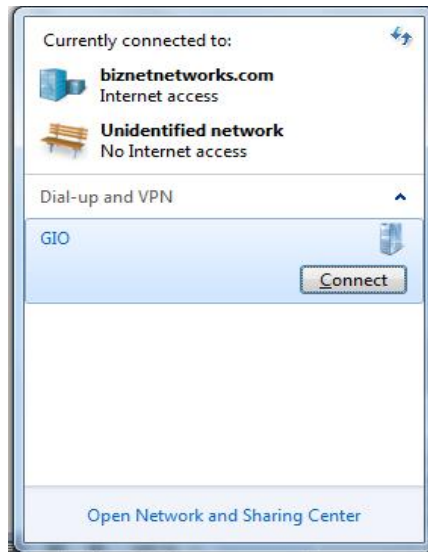 Currently connected to:
biznetnetworks.com
Internet access
Unidentified network
No Internet access
Dial-up and VPN
GIO
Connect
Open Network and Sharing Center